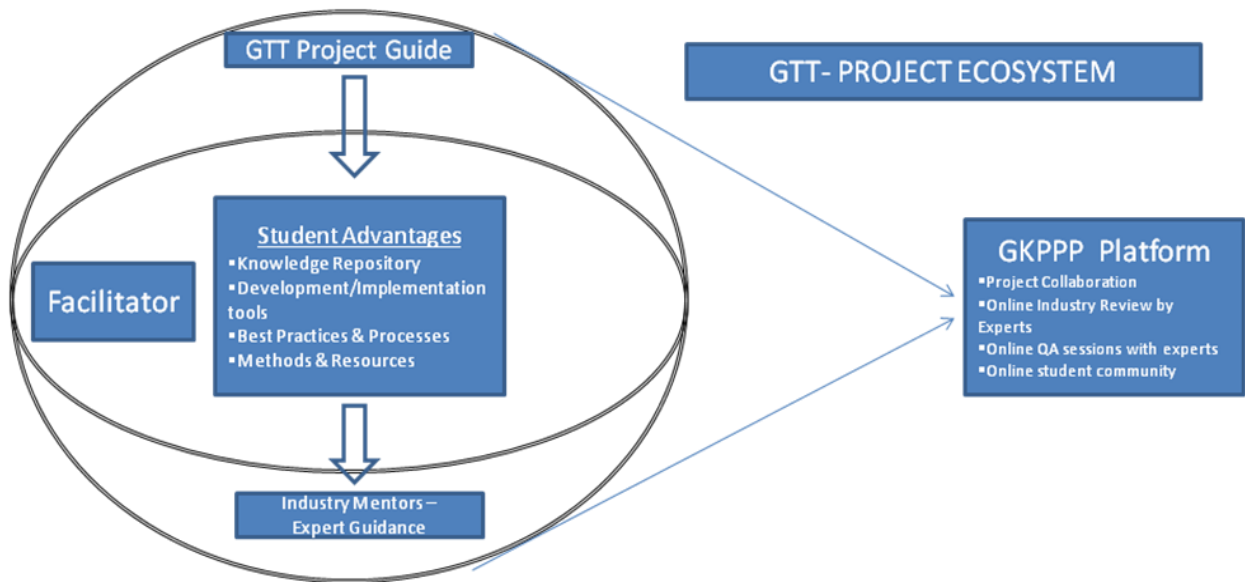 GTT Project Guide
GTT- PROJECT ECOSYSTEM
Student Advantages
▪Knowledge Repository
▪Development/Implementation
tools
▪Best Practices & Processes
▪Methods & Resources
Facilitator
GKPPP Platform
▪Project Collaboration
▪Online Industry Review by
Experts
▪Online QA sessions with experts
▪Online student community
Industry Mentors –
Expert Guidance